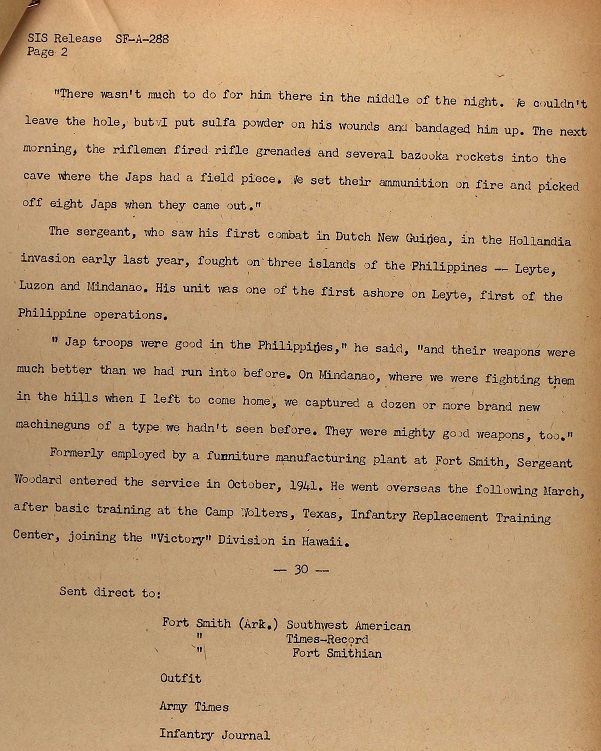 SIS Release SF-A-288
Page 2
"There wasn't much to do for him there in the middle of the night. We couldn't
leave the hole, but I put sulfa powder on his wounds and bandaged him up. The next
morning, the riflemen fired rifle grenades and several bazooka rockets into the
cave where the Japs had a field piece. We set their ammunition on fire and picked
off eight Japs when they came out."
The sergeant, who saw his first combat in Dutch New Guinea, in the Hollandia
invasion early last year, fought on three islands of the Philippines -- Leyte,
Luzon and Mindanao. His unit was one of the first ashore on Leyte, first of the
Philippine operations.
" Jap troops were good in the Philippines," he said, "and their weapons were
much better than we had run into before. On Mindanao, where we were fighting them
in the hills when I left to come home, we captured a dozen or more brand new
machineguns of a type we hadn't seen before. They were mighty good weapons, too."
Formerly employed by a furniture manufacturing plant at Fort Smith, Sergeant
Woodard entered the service in October, 1941. He went overseas the following March,
after basic training at the Camp Wolters, Texas, Infantry Replacement Training
Center, joining the "Victory" Division in Hawaii.
-- 30 --
Sent direct to:
Fort Smith (Ark.) Southwest American
" Times-Record
" Fort Smithian
Outfit
Army Times
Infantry Journal